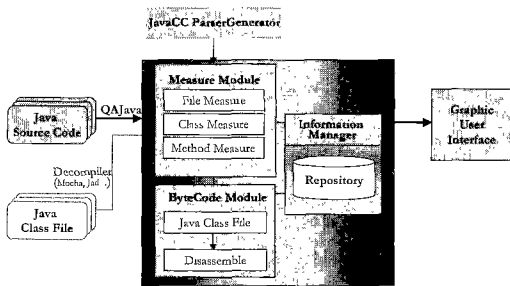 JavaCC ParserGenerator
Measure Module
File Measure
Class Measure
Method Measure
QAJava
Java
Source Code
Decompiler
(Mocha, Jad .)
Java
Class File
Information
Manager
Repository
Graphic
User
Interface
ByteCode Module
Java Class File
Disassemble